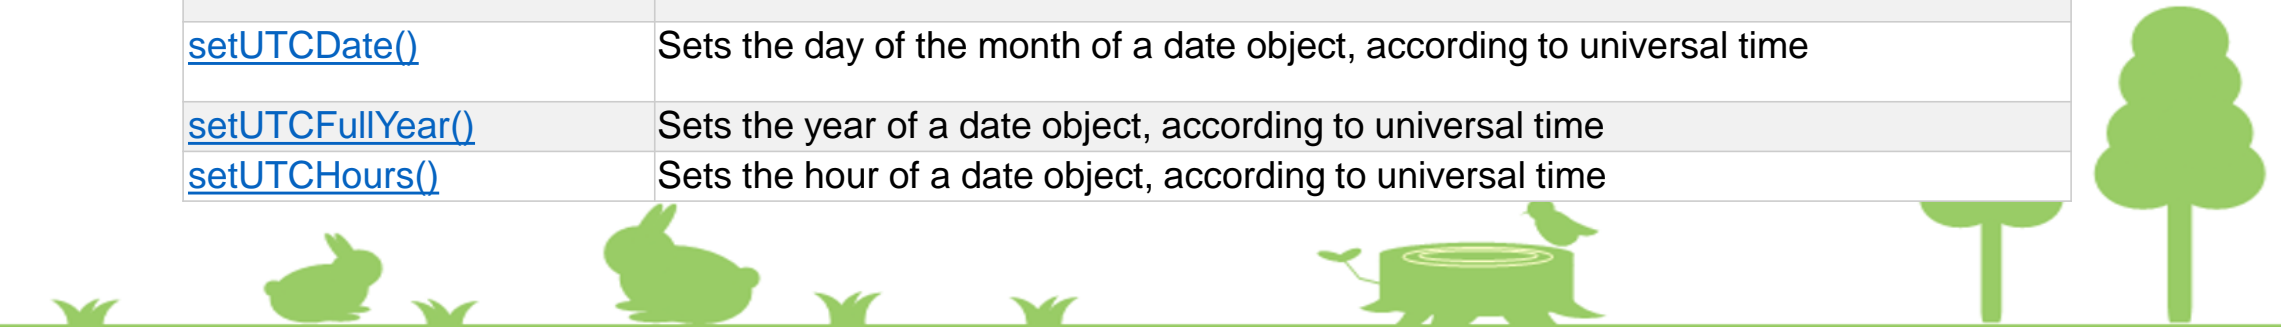 setUTCDate() Sets the day of the month of a date object, according to universal time
setUTCFullYear() Sets the year of a date object, according to universal time
setUTCHours() Sets the hour of a date object, according to universal time